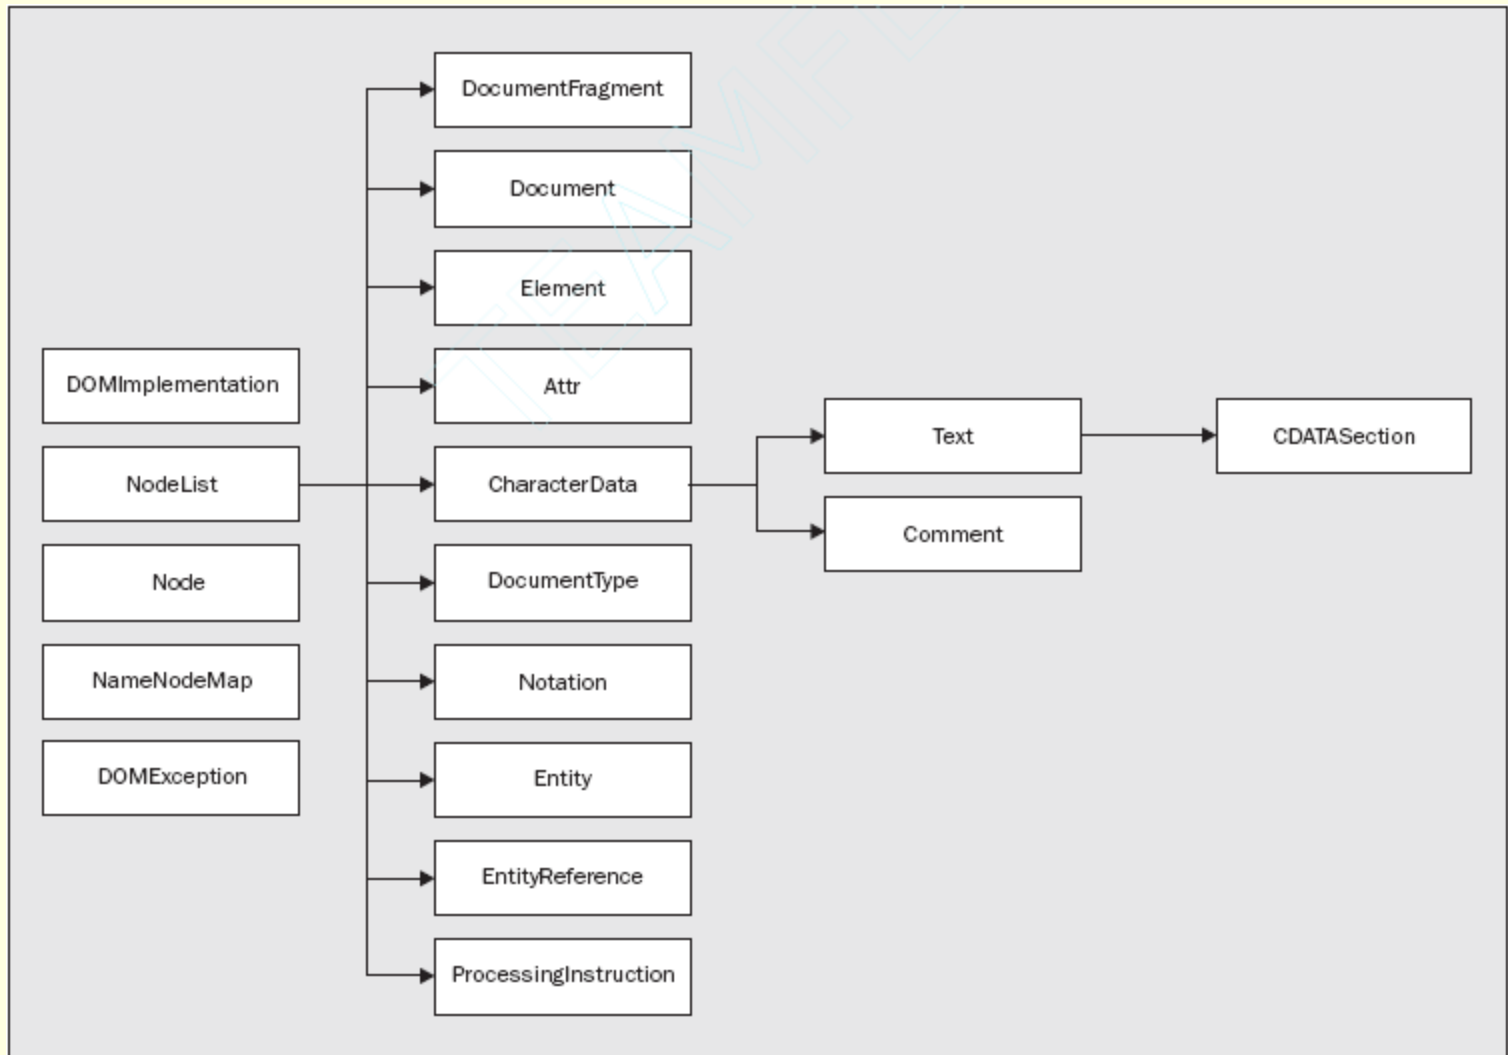 DocumentFragment
Document
Element
DOMImplementation
Attr
NodeList
CharacterData
Text
CDATASection
Comment
Node
DocumentType
NameNodeMap
Notation
DOMException
Entity
EntityReference
ProcessingInstruction